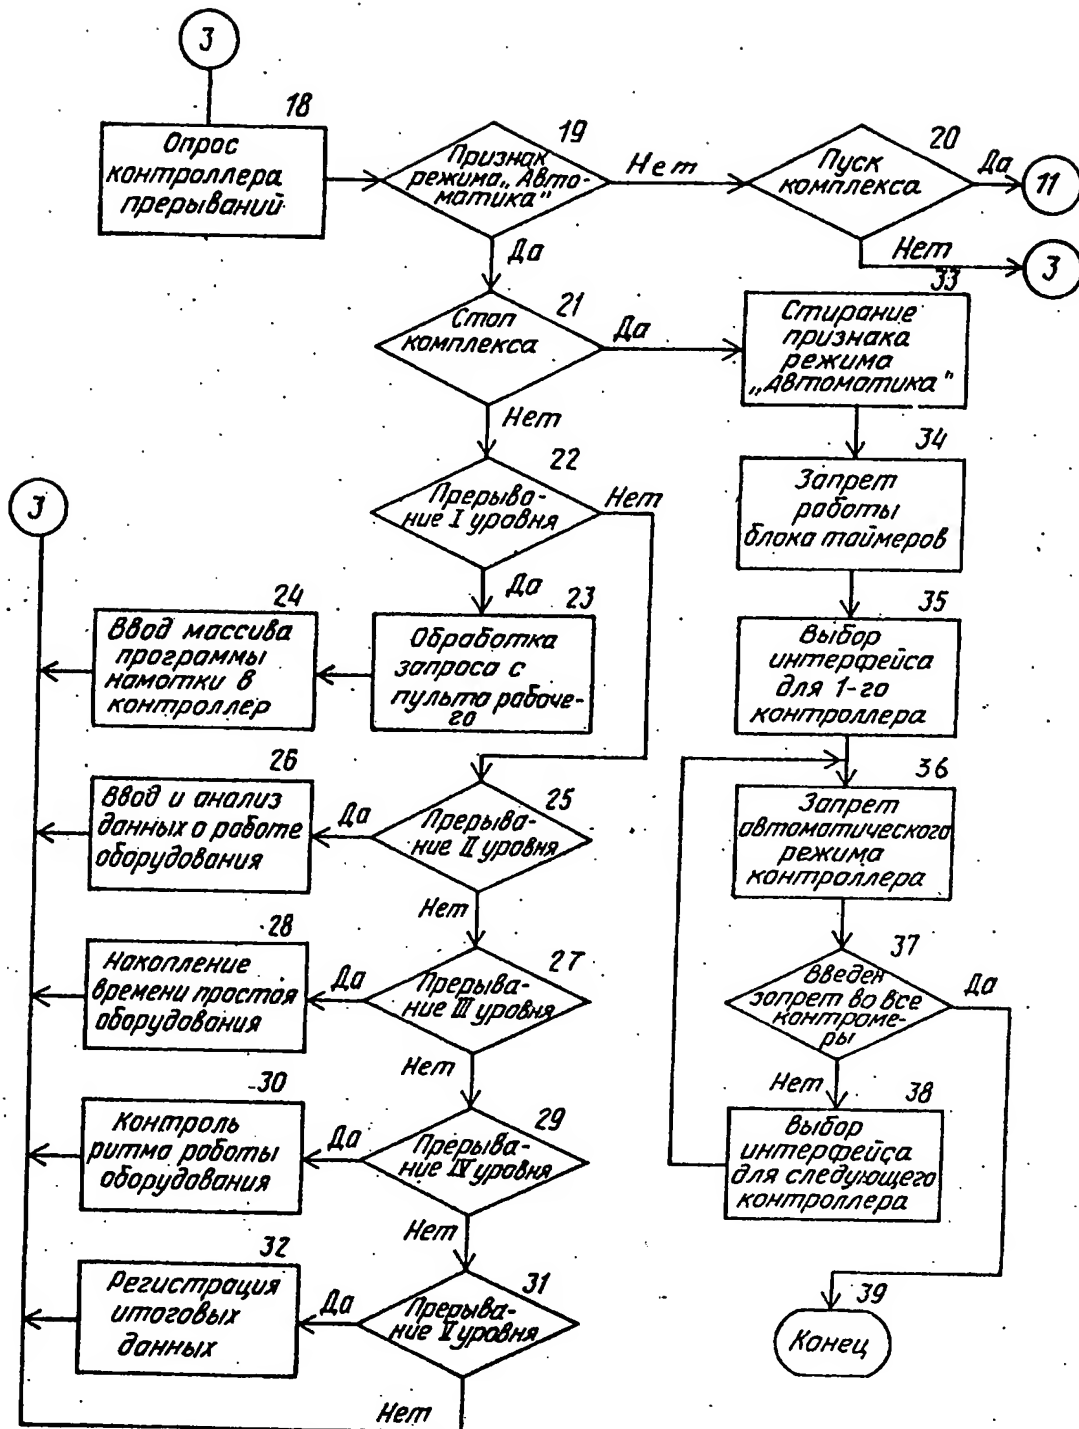 3
18
Опрос
контроллера
прерываний
19
Признак
режима „Авто-
матика"
Нет
20
Пуск
комплекса
Да
11
Нет
3
Да
21
Стоп
комплекса
Да
33
Стирание
признака
режима
„Автоматика"
Нет
34
Запрет
работы
блока таймеров
22
Прерыва-
ние I уровня
Нет
3
Да
23
Обработка
запроса с
пульта рабоче-
го
24
Ввод массива
программы
намотки в
контроллер
35
Выбор
интерфейса
для 1-го
контроллера
25
Прерыва-
ние II уровня
Да
26
Ввод и анализ
данных о работе
оборудования
36
Запрет
автоматического
режима
контроллера
Нет
27
Прерыва-
ние III уровня
Да
28
Накопление
времени простоя
оборудования
37
Введен
запрет во все
контромe-
ры
Да
Нет
Нет
38
Выбор
интерфейса
для следующего
контроллера
29
Прерыва-
ние IV уровня
Да
30
Контроль
ритма работы
оборудования
Нет
31
Прерыва-
ние V уровня
Да
32
Регистрация
итоговых
данных
39
Конец
Нет